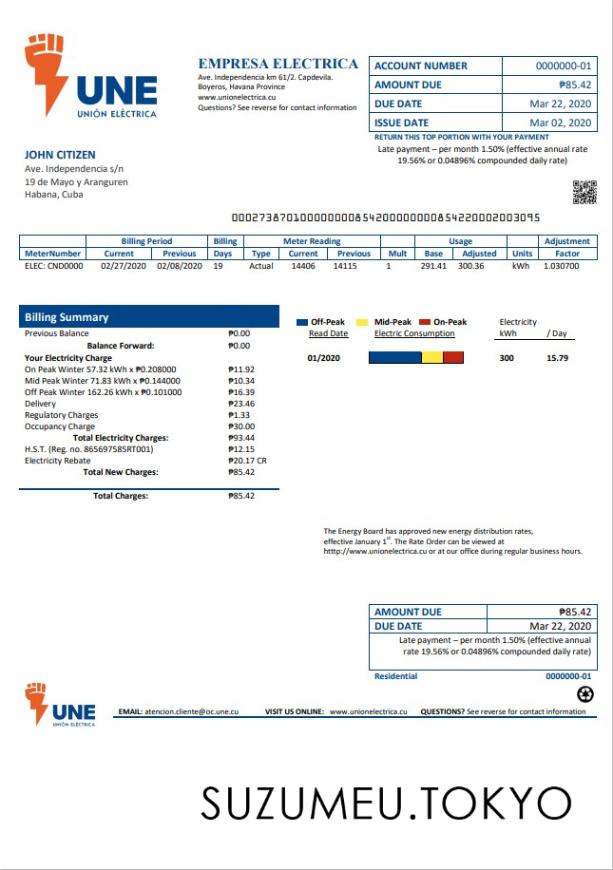 UNE
UNIÓN ELÉCTRICA
EMPRESA ELECTRICA
Ave. Independencia km 61/2. Capdevila.
Boyeros, Havana Province
www.unionelectrica.cu
Questions? See reverse for contact information
ACCOUNT NUMBER 0000000-01
AMOUNT DUE ₱85.42
DUE DATE Mar 22, 2020
ISSUE DATE Mar 02, 2020
RETURN THIS TOP PORTION WITH YOUR PAYMENT
Late payment – per month 1.50% (effective annual rate
19.56% or 0.04896% compounded daily rate)
JOHN CITIZEN
Ave. Independencia s/n
19 de Mayo y Aranguren
Habana, Cuba
000273870100000000854200000000854220002003095
Billing Period Billing Meter Reading Usage Adjustment
MeterNumber Current Previous Days Type Current Previous Mult Base Adjusted Units Factor
ELEC: CND0000 02/27/2020 02/08/2020 19 Actual 14406 14115 1 291.41 300.36 kWh 1.030700
Billing Summary
Previous Balance ₱0.00
Balance Forward: ₱0.00
Your Electricity Charge
On Peak Winter 57.32 kWh x ₱0.208000 ₱11.92
Mid Peak Winter 71.83 kWh x ₱0.144000 ₱10.34
Off Peak Winter 162.26 kWh x ₱0.101000 ₱16.39
Delivery ₱23.46
Regulatory Charges ₱1.33
Occupancy Charge ₱30.00
Total Electricity Charges: ₱93.44
H.S.T. (Reg. no. 865697585RT001) ₱12.15
Electricity Rebate ₱20.17 CR
Total New Charges: ₱85.42
Total Charges: ₱85.42
Off-Peak Mid-Peak On-Peak Electricity
Read Date Electric Consumption kWh / Day
01/2020 300 15.79
The Energy Board has approved new energy distribution rates,
effective January 1st. The Rate Order can be viewed at
htttp://www.unionelectrica.cu or at our office during regular business hours.
AMOUNT DUE ₱85.42
DUE DATE Mar 22, 2020
Late payment – per month 1.50% (effective annual
rate 19.56% or 0.04896% compounded daily rate)
Residential 0000000-01
UNE
UNIÓN ELÉCTRICA
EMAIL: atencion.cliente@oc.une.cu VISIT US ONLINE: www.unionelectrica.cu QUESTIONS? See reverse for contact information
SUZUMEU.TOKYO